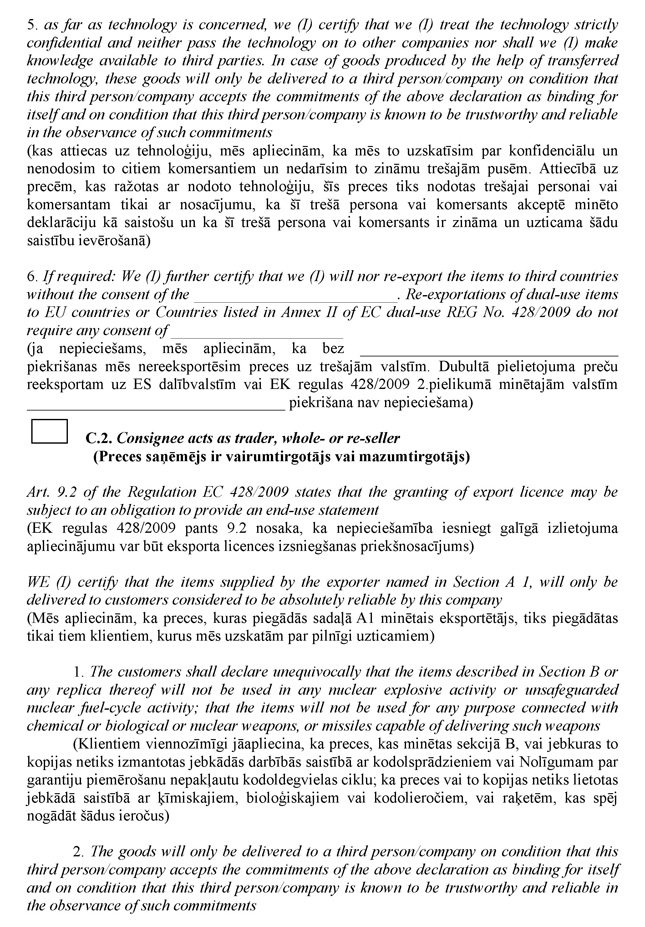 5. as far as technology is concerned, we (I) certify that we (I) treat the technology strictly
confidential and neither pass the technology on to other companies nor shall we (I) make
knowledge available to third parties. In case of goods produced by the help of transferred
technology, these goods will only be delivered to a third person/company on condition that
this third person/company accepts the commitments of the above declaration as binding for
itself and on condition that this third person/company is known to be trustworthy and reliable
in the observance of such commitments
(kas attiecas uz tehnoloģiju, mēs apliecinām, ka mēs to uzskatīsim par konfidenciālu un
nenodosim to citiem komersantiem un nedarīsim to zināmu trešajām pusēm. Attiecībā uz
precēm, kas ražotas ar nodoto tehnoloģiju, šīs preces tiks nodotas trešajai personai vai
komersantam tikai ar nosacījumu, ka šī trešā persona vai komersants akceptē minēto
deklarāciju kā saistošu un ka šī trešā persona vai komersants ir zināma un uzticama šādu
saistību ievērošanā)
6. If required: We (I) further certify that we (I) will nor re-export the items to third countries
without the consent of the ____________________________. Re-exportations of dual-use items
to EU countries or Countries listed in Annex II of EC dual-use REG No. 428/2009 do not
require any consent of ________________________
(ja nepieciešams, mēs apliecinām, ka bez ____________________________________
piekrišanas mēs nereeksportēsim preces uz trešajām valstīm. Dubultā pielietojuma preču
reeksportam uz ES dalībvalstīm vai EK regulas 428/2009 2.pielikumā minētajām valstīm
____________________________________ piekrišana nav nepieciešama)
C.2. Consignee acts as trader, whole- or re-seller
(Preces saņēmējs ir vairumtirgotājs vai mazumtirgotājs)
Art. 9.2 of the Regulation EC 428/2009 states that the granting of export licence may be
subject to an obligation to provide an end-use statement
(EK regulas 428/2009 pants 9.2 nosaka, ka nepieciešamība iesniegt galīgā izlietojuma
apliecinājumu var būt eksporta licences izsniegšanas priekšnosacījums)
WE (I) certify that the items supplied by the exporter named in Section A 1, will only be
delivered to customers considered to be absolutely reliable by this company
(Mēs apliecinām, ka preces, kuras piegādās sadaļā A1 minētais eksportētājs, tiks piegādātas
tikai tiem klientiem, kurus mēs uzskatām par pilnīgi uzticamiem)
1. The customers shall declare unequivocally that the items described in Section B or
any replica thereof will not be used in any nuclear explosive activity or unsafeguarded
nuclear fuel-cycle activity; that the items will not be used for any purpose connected with
chemical or biological or nuclear weapons, or missiles capable of delivering such weapons
(Klientiem viennozīmīgi jāapliecina, ka preces, kas minētas sekcijā B, vai jebkuras to
kopijas netiks izmantotas jebkādās darbībās saistībā ar kodolsprādzieniem vai Nolīgumam par
garantiju piemērošanu nepakļautu kodoldegvielas ciklu; ka preces vai to kopijas netiks lietotas
jebkādā saistībā ar ķīmiskajiem, bioloģiskajiem vai kodolieročiem, vai raķetēm, kas spēj
nogādāt šādus ieročus)
2. The goods will only be delivered to a third person/company on condition that this
third person/company accepts the commitments of the above declaration as binding for itself
and on condition that this third person/company is known to be trustworthy and reliable in
the observance of such commitments